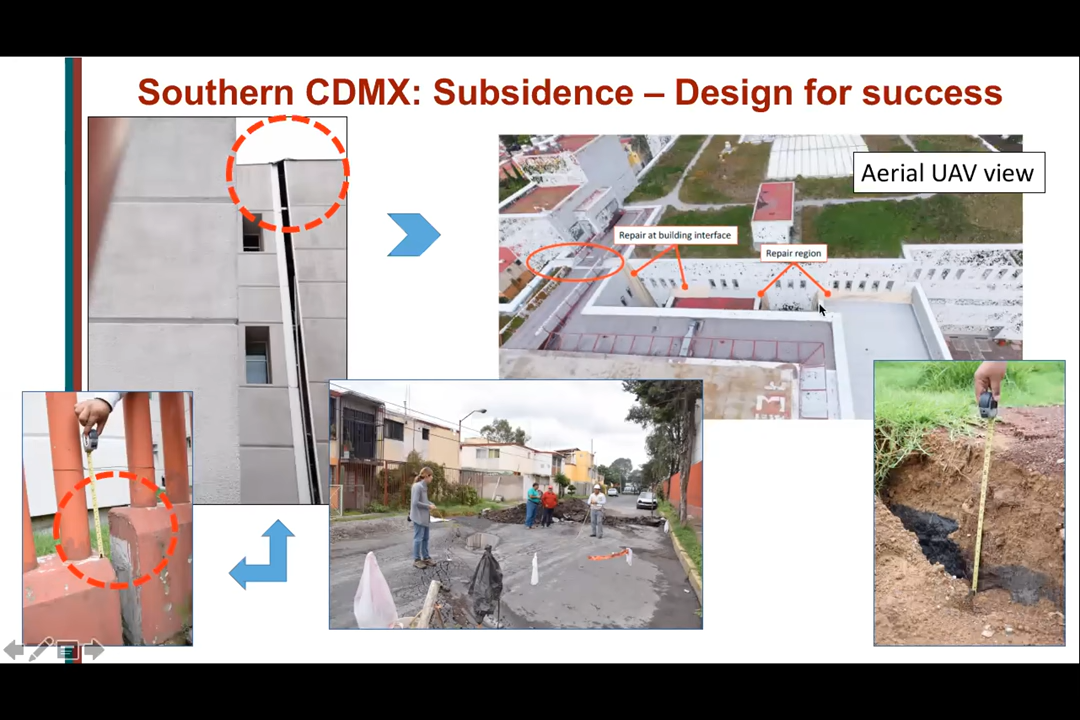 Southern CDMX: Subsidence – Design for success
Aerial UAV view
Repair at building interface
Repair region